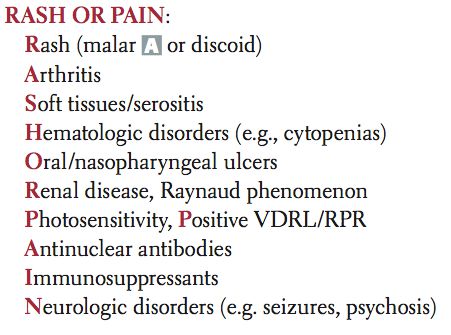 RASH OR PAIN:
Rash (malar A or discoid)
Arthritis
Soft tissues/serositis
Hematologic disorders (e.g., cytopenias)
Oral/nasopharyngeal ulcers
Renal disease, Raynaud phenomenon
Photosensitivity, Positive VDRL/RPR
Antinuclear antibodies
Immunosuppressants
Neurologic disorders (e.g. seizures, psychosis)